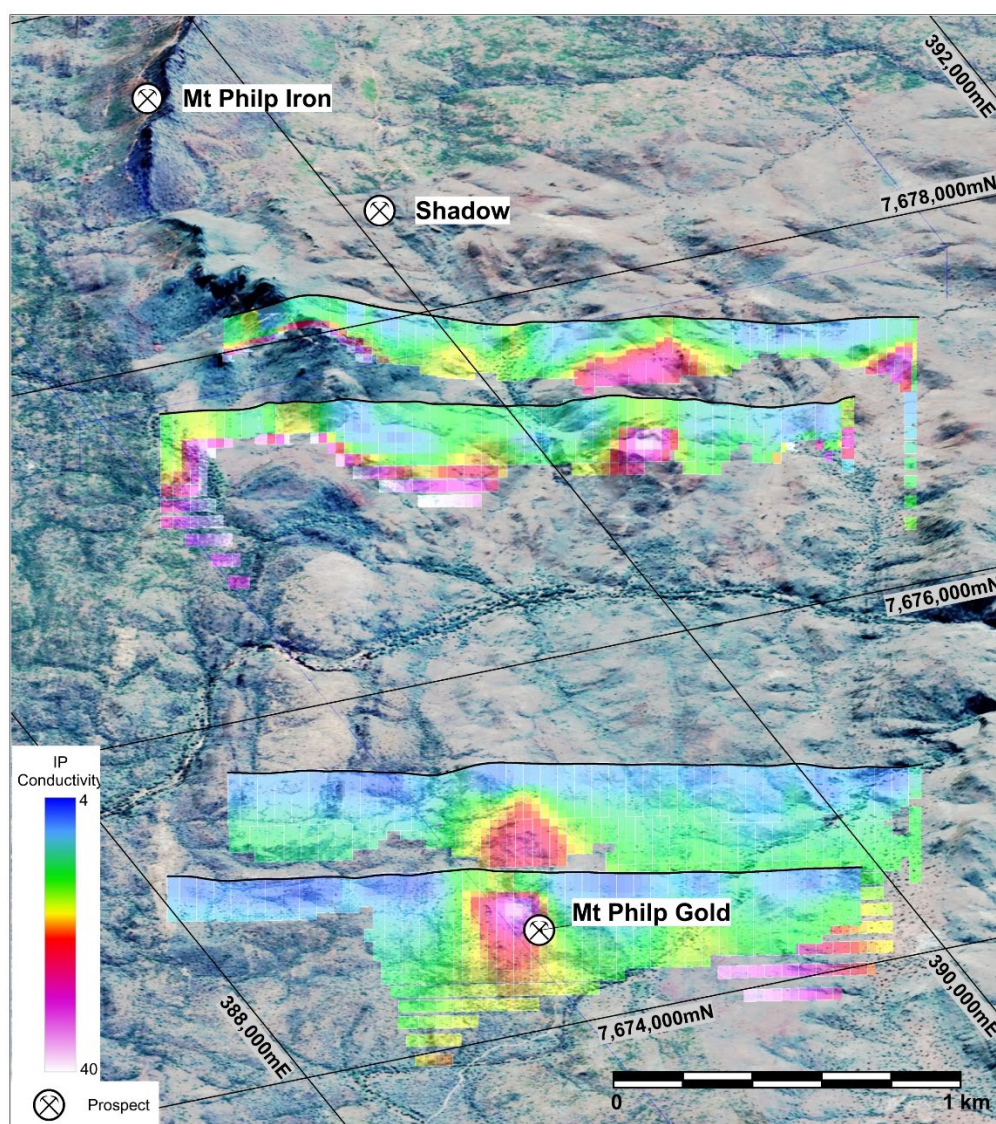 392,000mE
Mt Philp Iron
7,678,000mN
Shadow
7,676,000mN
IP
Conductivity
4
40
Mt Philp Gold
390,000mE
388,000mE
7,674,000mN
Prospect
0
1 km